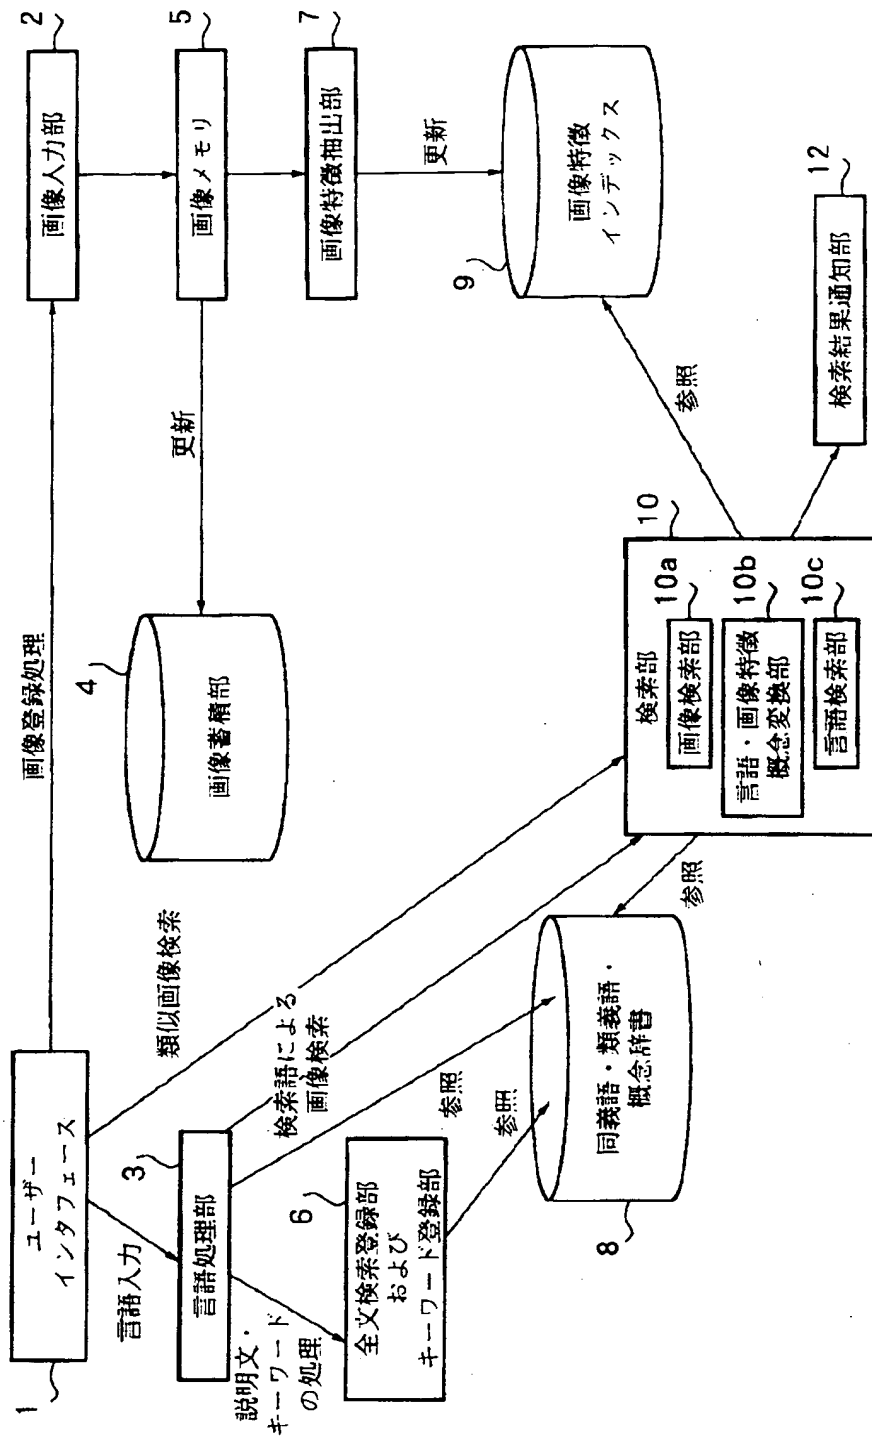 1
ユーザー
インタフェース
画像登録処理
2
画像入力部
言語入力
3
言語処理部
類似画像検索
4
画像蓄積部
更新
5
画像メモリ
説明文・
キーワード
の処理
6
全文検索登録部
および
キーワード登録部
検索語による
画像検索
参照
参照
7
画像特徴抽出部
更新
8
同義語・類義語・
概念辞書
参照
10
検索部
10a
画像検索部
10b
言語・画像特徴
概念変換部
10c
言語検索部
参照
9
画像特徴
インデックス
12
検索結果通知部